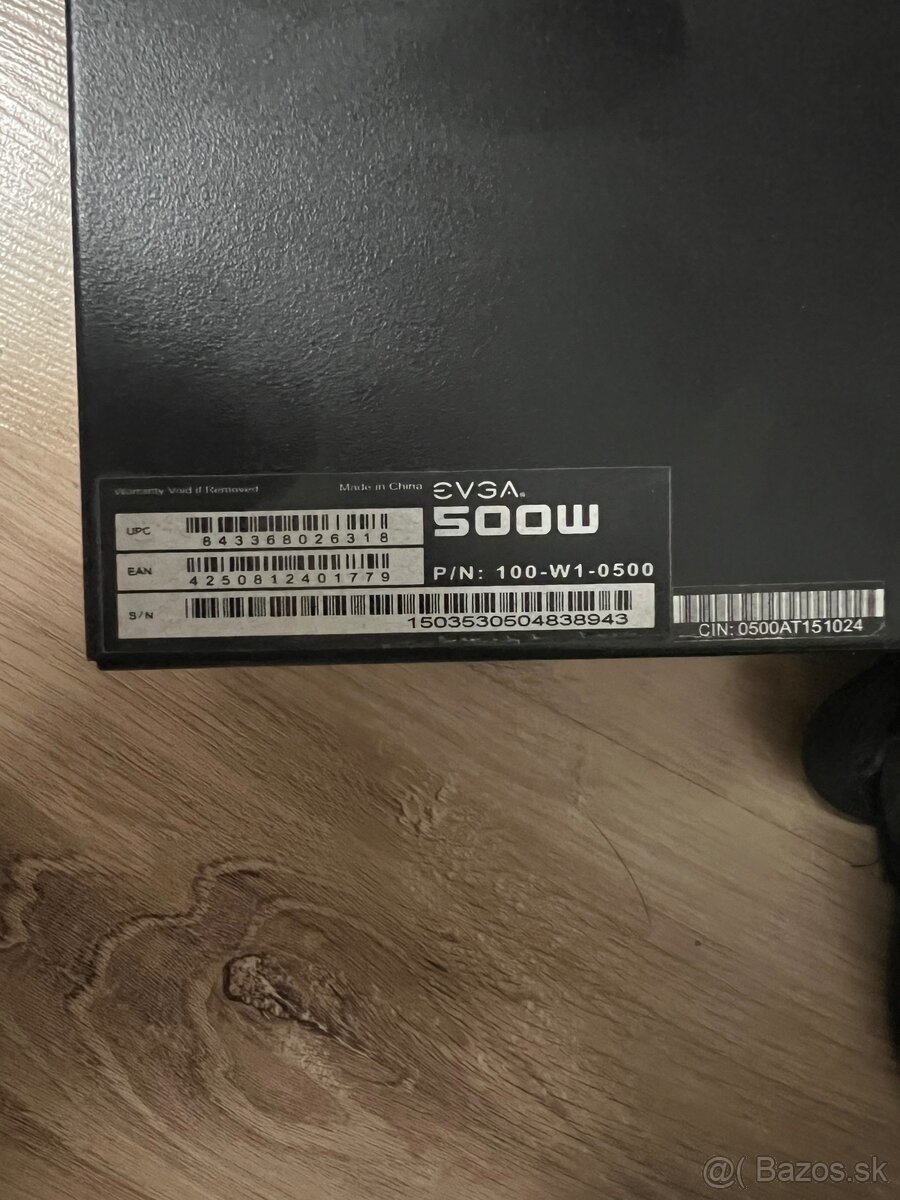 Warranty Void if Removed
Made in China
EVGA
500W
UPC
843368026318
EAN
4250812401779
P/N: 100-W1-0500
S/N
1503530504838943
CIN: 0500AT151024
@( Bazos.sk